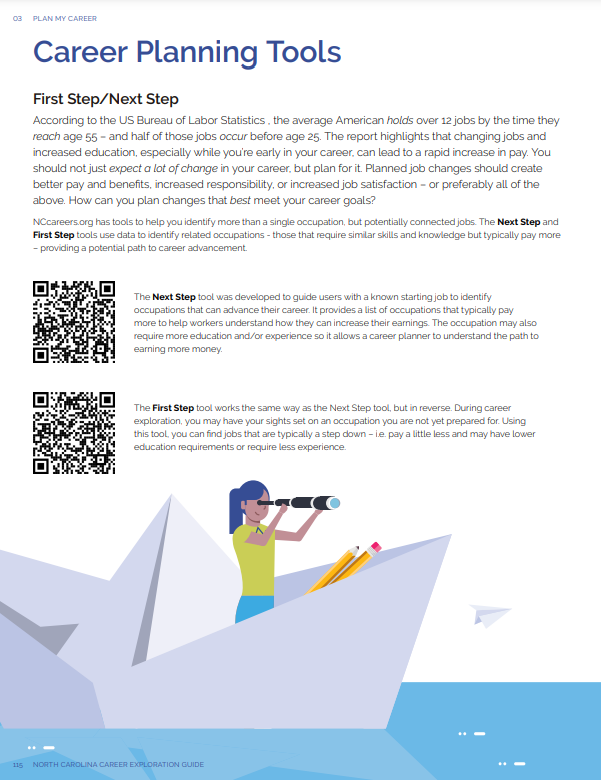 03 PLAN MY CAREER
Career Planning Tools
First Step/Next Step
According to the US Bureau of Labor Statistics , the average American holds over 12 jobs by the time they
reach age 55 – and half of those jobs occur before age 25. The report highlights that changing jobs and
increased education, especially while you're early in your career, can lead to a rapid increase in pay. You
should not just expect a lot of change in your career, but plan for it. Planned job changes should create
better pay and benefits, increased responsibility, or increased job satisfaction – or preferably all of the
above. How can you plan changes that best meet your career goals?
NCcareers.org has tools to help you identify more than a single occupation, but potentially connected jobs. The Next Step and
First Step tools use data to identify related occupations - those that require similar skills and knowledge but typically pay more
– providing a potential path to career advancement.
The Next Step tool was developed to guide users with a known starting job to identify
occupations that can advance their career. It provides a list of occupations that typically pay
more to help workers understand how they can increase their earnings. The occupation may also
require more education and/or experience so it allows a career planner to understand the path to
earning more money.
The First Step tool works the same way as the Next Step tool, but in reverse. During career
exploration, you may have your sights set on an occupation you are not yet prepared for. Using
this tool, you can find jobs that are typically a step down – i.e. pay a little less and may have lower
education requirements or require less experience.
115 NORTH CAROLINA CAREER EXPLORATION GUIDE